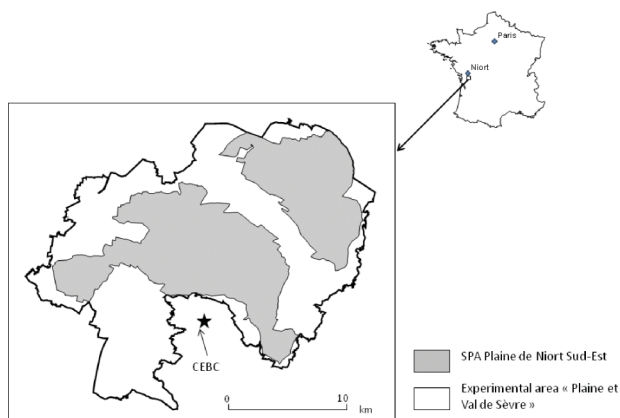 Paris
Niort
CEBC
0 10
km
SPA Plaine de Niort Sud-Est
Experimental area « Plaine et
Val de Sèvre »